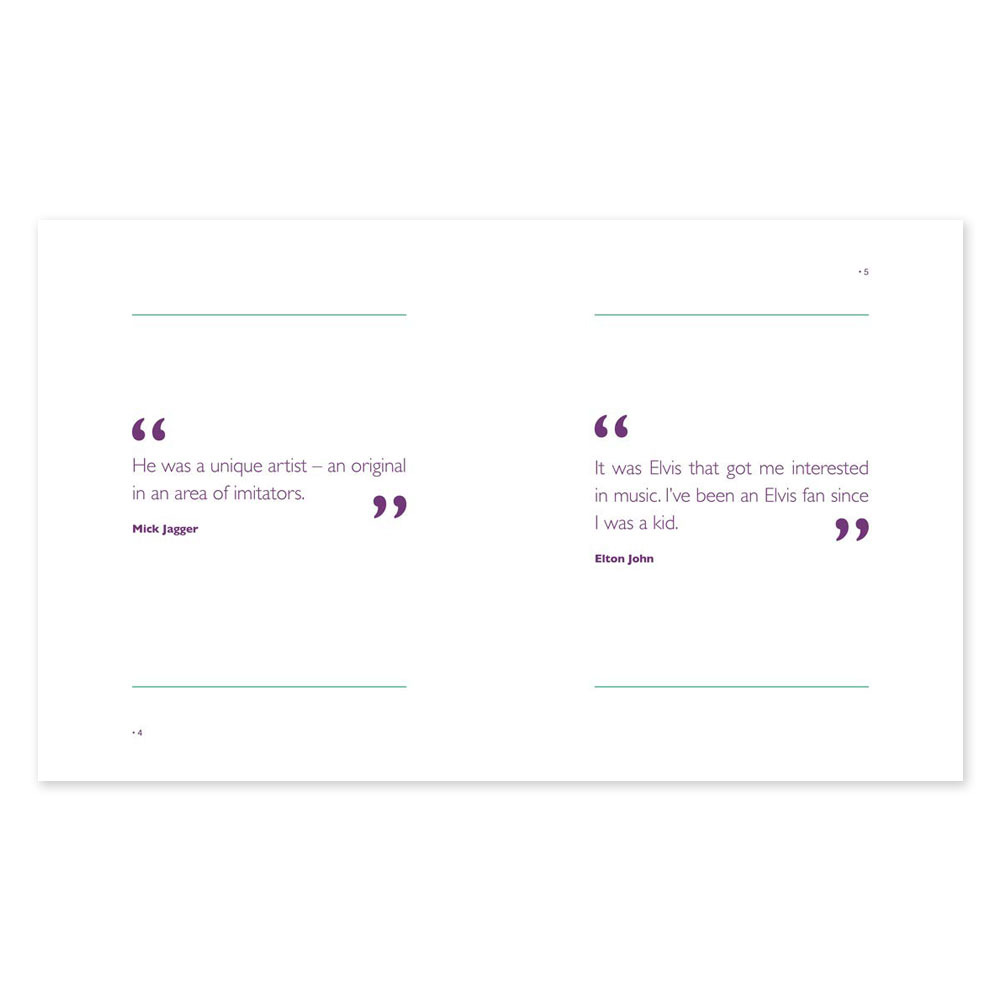 “
He was a unique artist – an original
in an area of imitators.
”
Mick Jagger
• 4
• 5
“
It was Elvis that got me interested
in music. I’ve been an Elvis fan since
I was a kid.
”
Elton John